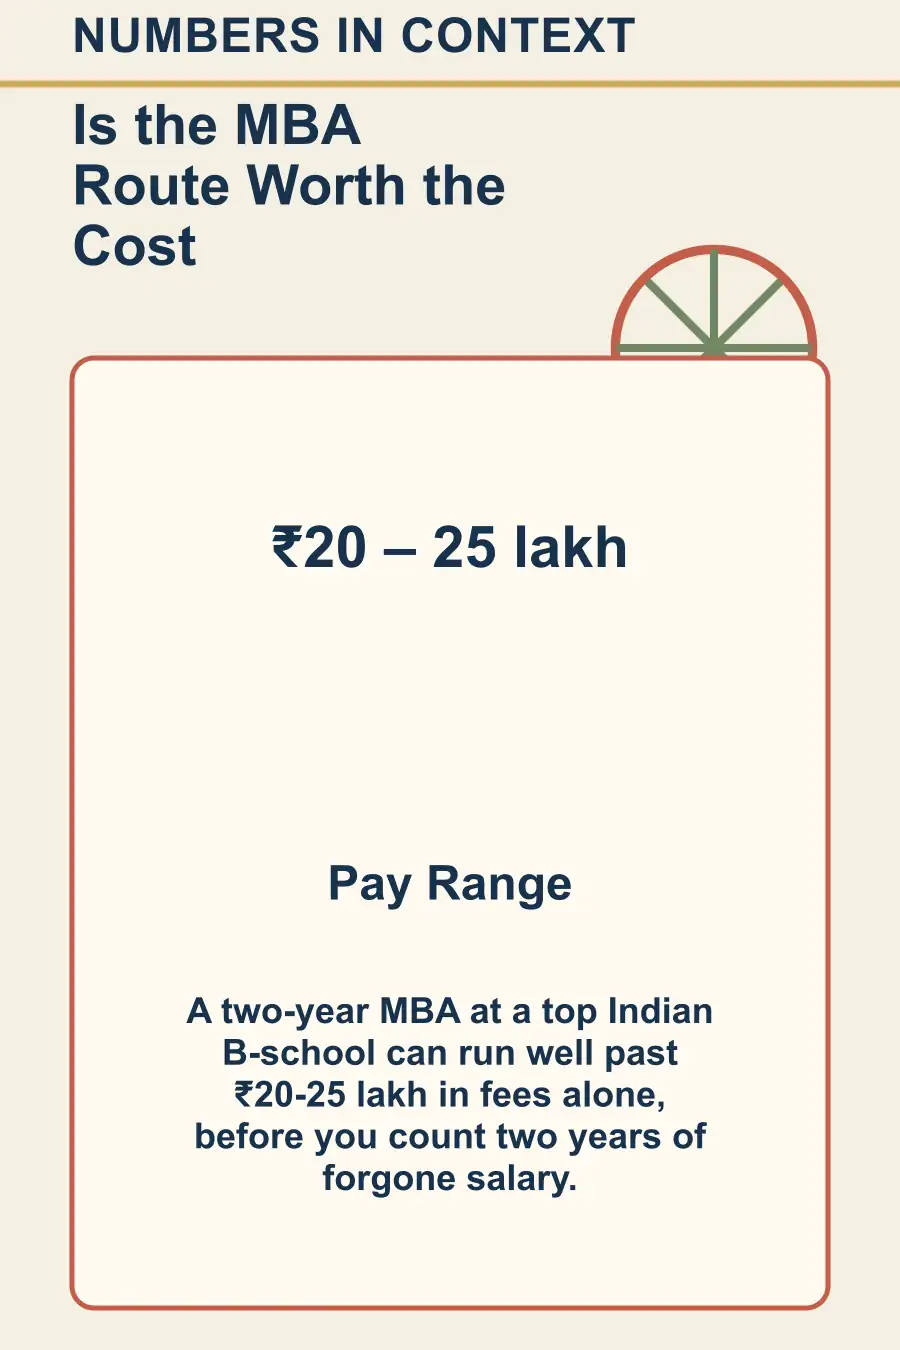 NUMBERS IN CONTEXT
Is the MBA
Route Worth the
Cost
₹20 – 25 lakh
Pay Range
A two-year MBA at a top Indian
B-school can run well past
₹20-25 lakh in fees alone,
before you count two years of
forgone salary.